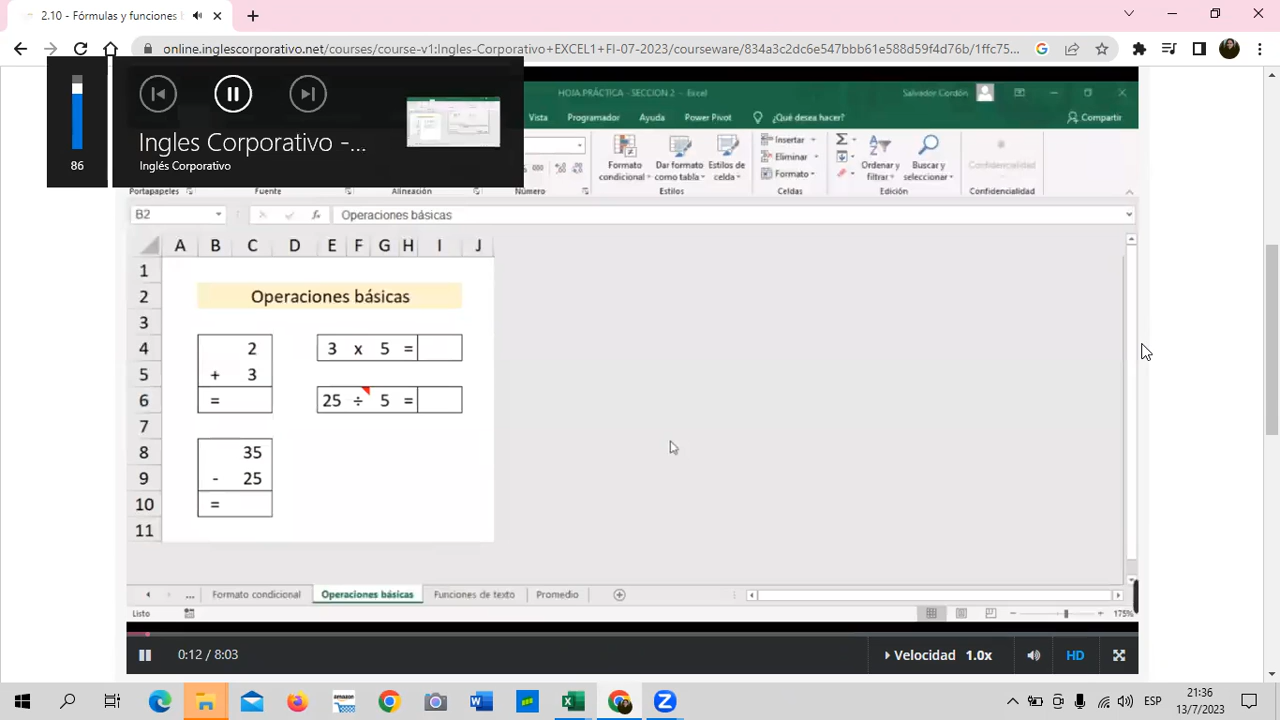 2.10 - Fórmulas y funciones
online.inglescorporativo.net/courses/course-v1:Ingles-Corporativo+EXCEL1+FI-07-2023/courseware/834a3c2dc5e547bbb61e588d59f4d76b/1ffc75...
86
Ingles Corporativo -...
Inglés Corporativo
HOJA PRÁCTICA - SECCION 2 - Excel
Salvador Cordón
Vista Programador Ayuda Power Pivot ¿Qué desea hacer? Compartir
Formato condicional
Dar formato como tabla
Estilos de celda
Insertar
Eliminar
Formato
Ordenar y filtrar
Buscar y seleccionar
Confidencialidad
Portapapeles Fuente Alineación Número Estilos Celdas Edición Confidencialidad
B2 fx Operaciones básicas
A B C D E F G H I J
1
2 Operaciones básicas
3
4 2 3 x 5 =
5 + 3
6 = 25 ÷ 5 =
7
8 35
9 - 25
10 =
11
... Formato condicional Operaciones básicas Funciones de texto Promedio
Listo 175%
0:12 / 8:03 Velocidad 1.0x HD
ESP 21:36
13/7/2023